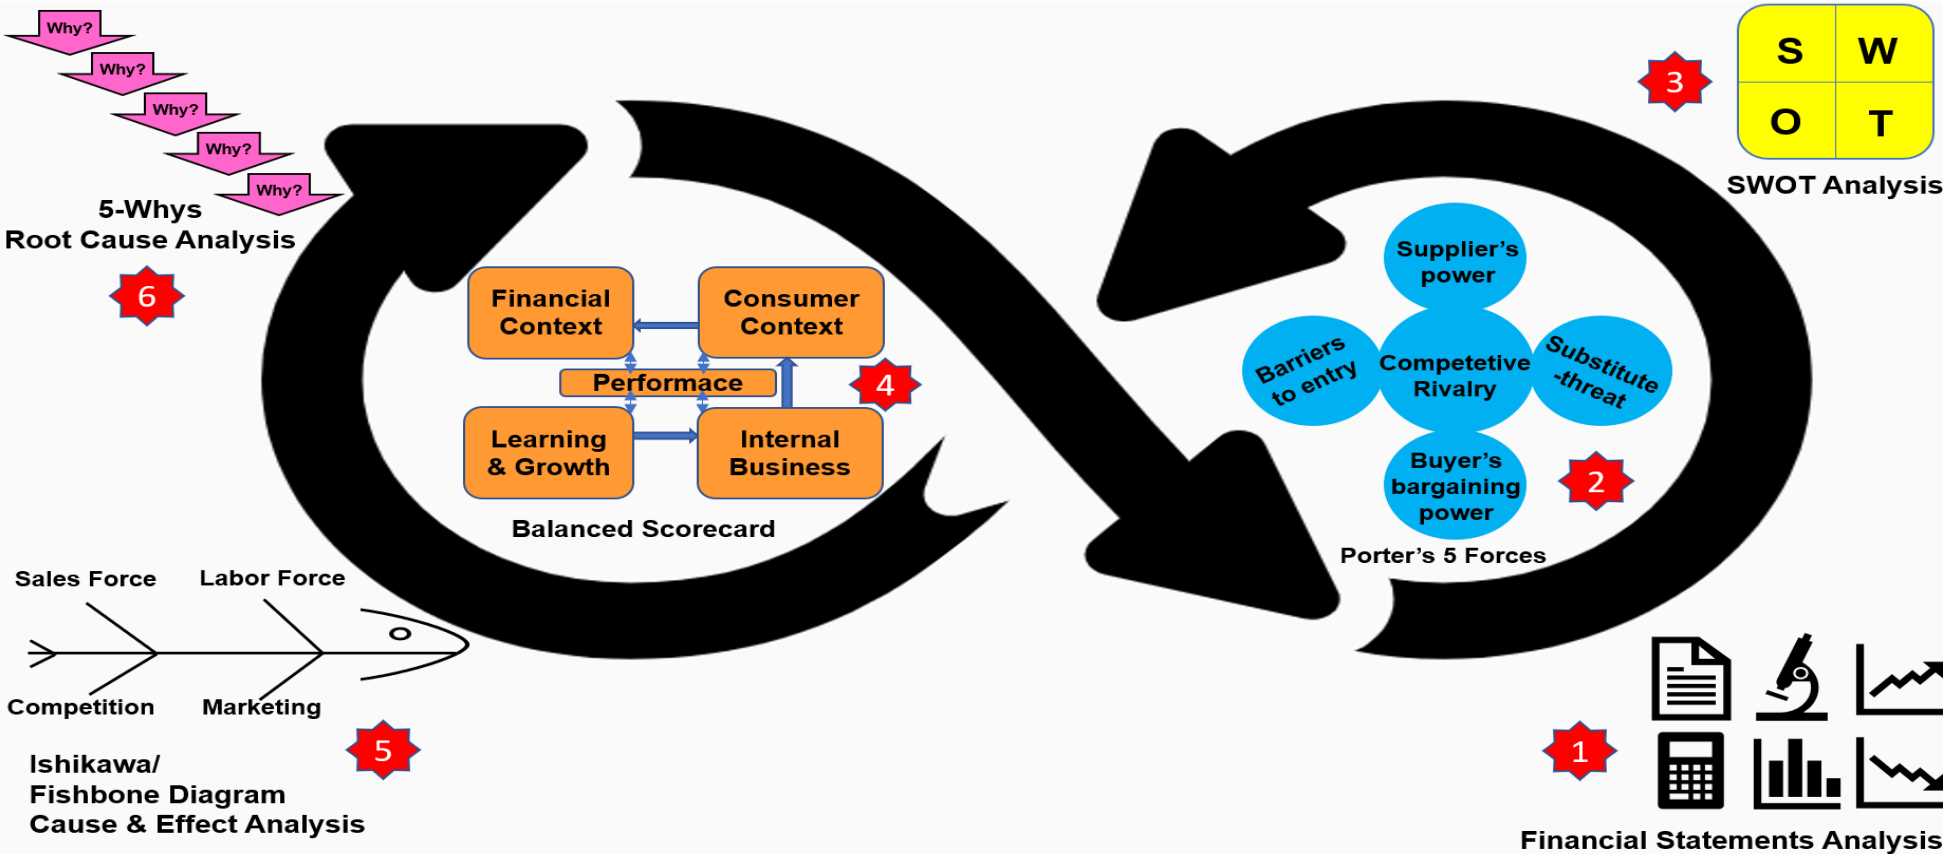 Why?
Why?
Why?
Why?
Why?
5-Whys
Root Cause Analysis
6
Financial
Context
Consumer
Context
Performace
Learning
& Growth
Internal
Business
4
Balanced Scorecard
3
S W
O T
SWOT Analysis
Supplier’s
power
Barriers
to entry
Competetive
Rivalry
Substitute
-threat
Buyer’s
bargaining
power
2
Porter’s 5 Forces
Sales Force
Labor Force
Competition
Marketing
5
Ishikawa/
Fishbone Diagram
Cause & Effect Analysis
1
Financial Statements Analysis